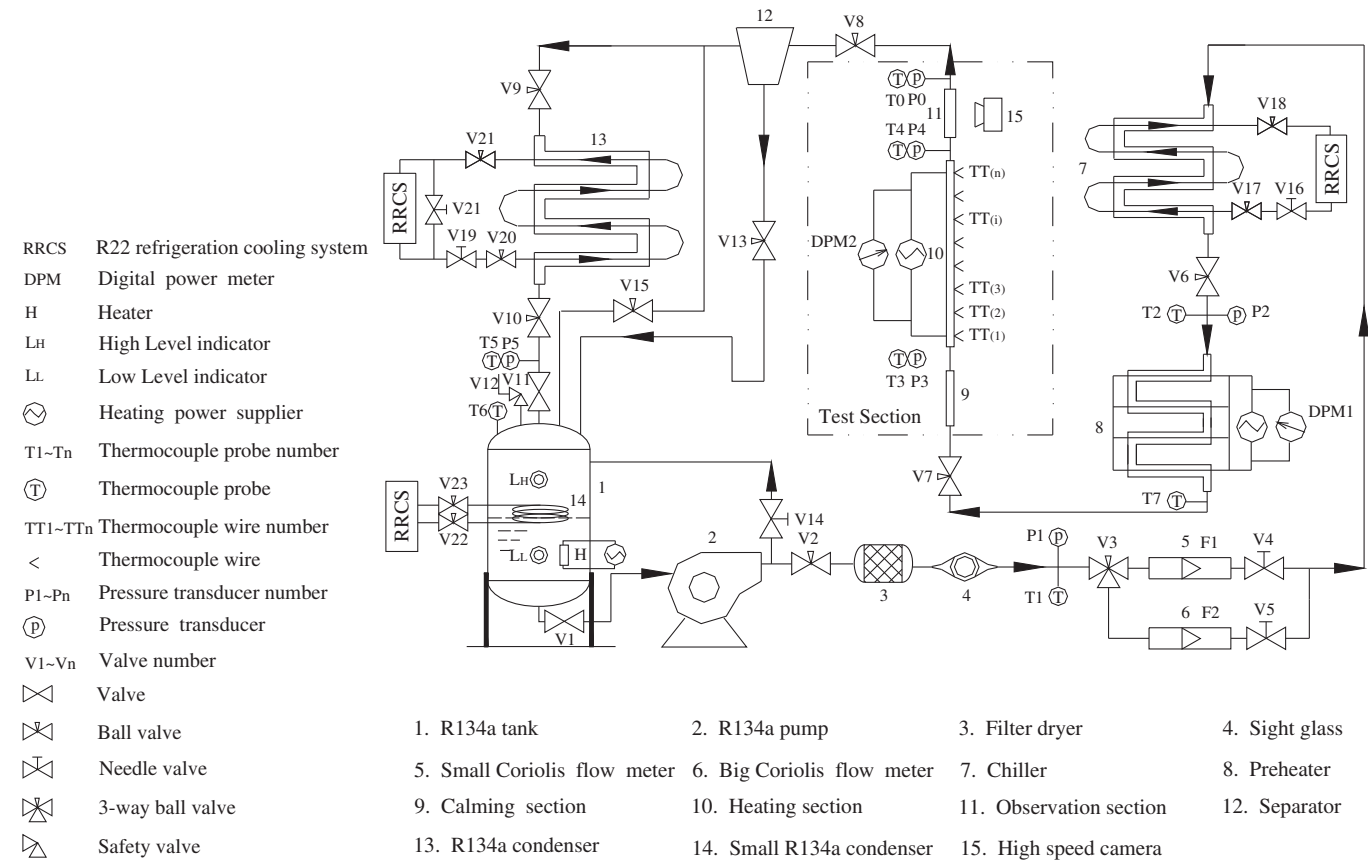 12
V8
V9
T0 P0
11
15
T4 P4
V18
13
V21
RRCS
V21
V19
V20
TT(n)
TT(i)
TT(3)
TT(2)
TT(1)
DPM2
10
V13
7
V17
V16
RRCS
V6
T2
P2
V15
V10
T5 P5
V12
V11
T6
T3 P3
9
Test Section
8
DPM1
V7
T7
RRCS R22 refrigeration cooling system
DPM Digital power meter
H Heater
LH High Level indicator
LL Low Level indicator
Heating power supplier
T1~Tn Thermocouple probe number
T Thermocouple probe
TT1~TTn Thermocouple wire number
< Thermocouple wire
P1~Pn Pressure transducer number
P Pressure transducer
V1~Vn Valve number
Valve
Ball valve
Needle valve
3-way ball valve
Safety valve
RRCS
V23
V22
LH
14
1
LL
H
V1
2
V14
V2
3
4
P1
T1
V3
5 F1
V4
6 F2
V5
1. R134a tank
2. R134a pump
3. Filter dryer
4. Sight glass
5. Small Coriolis flow meter
6. Big Coriolis flow meter
7. Chiller
8. Preheater
9. Calming section
10. Heating section
11. Observation section
12. Separator
13. R134a condenser
14. Small R134a condenser
15. High speed camera